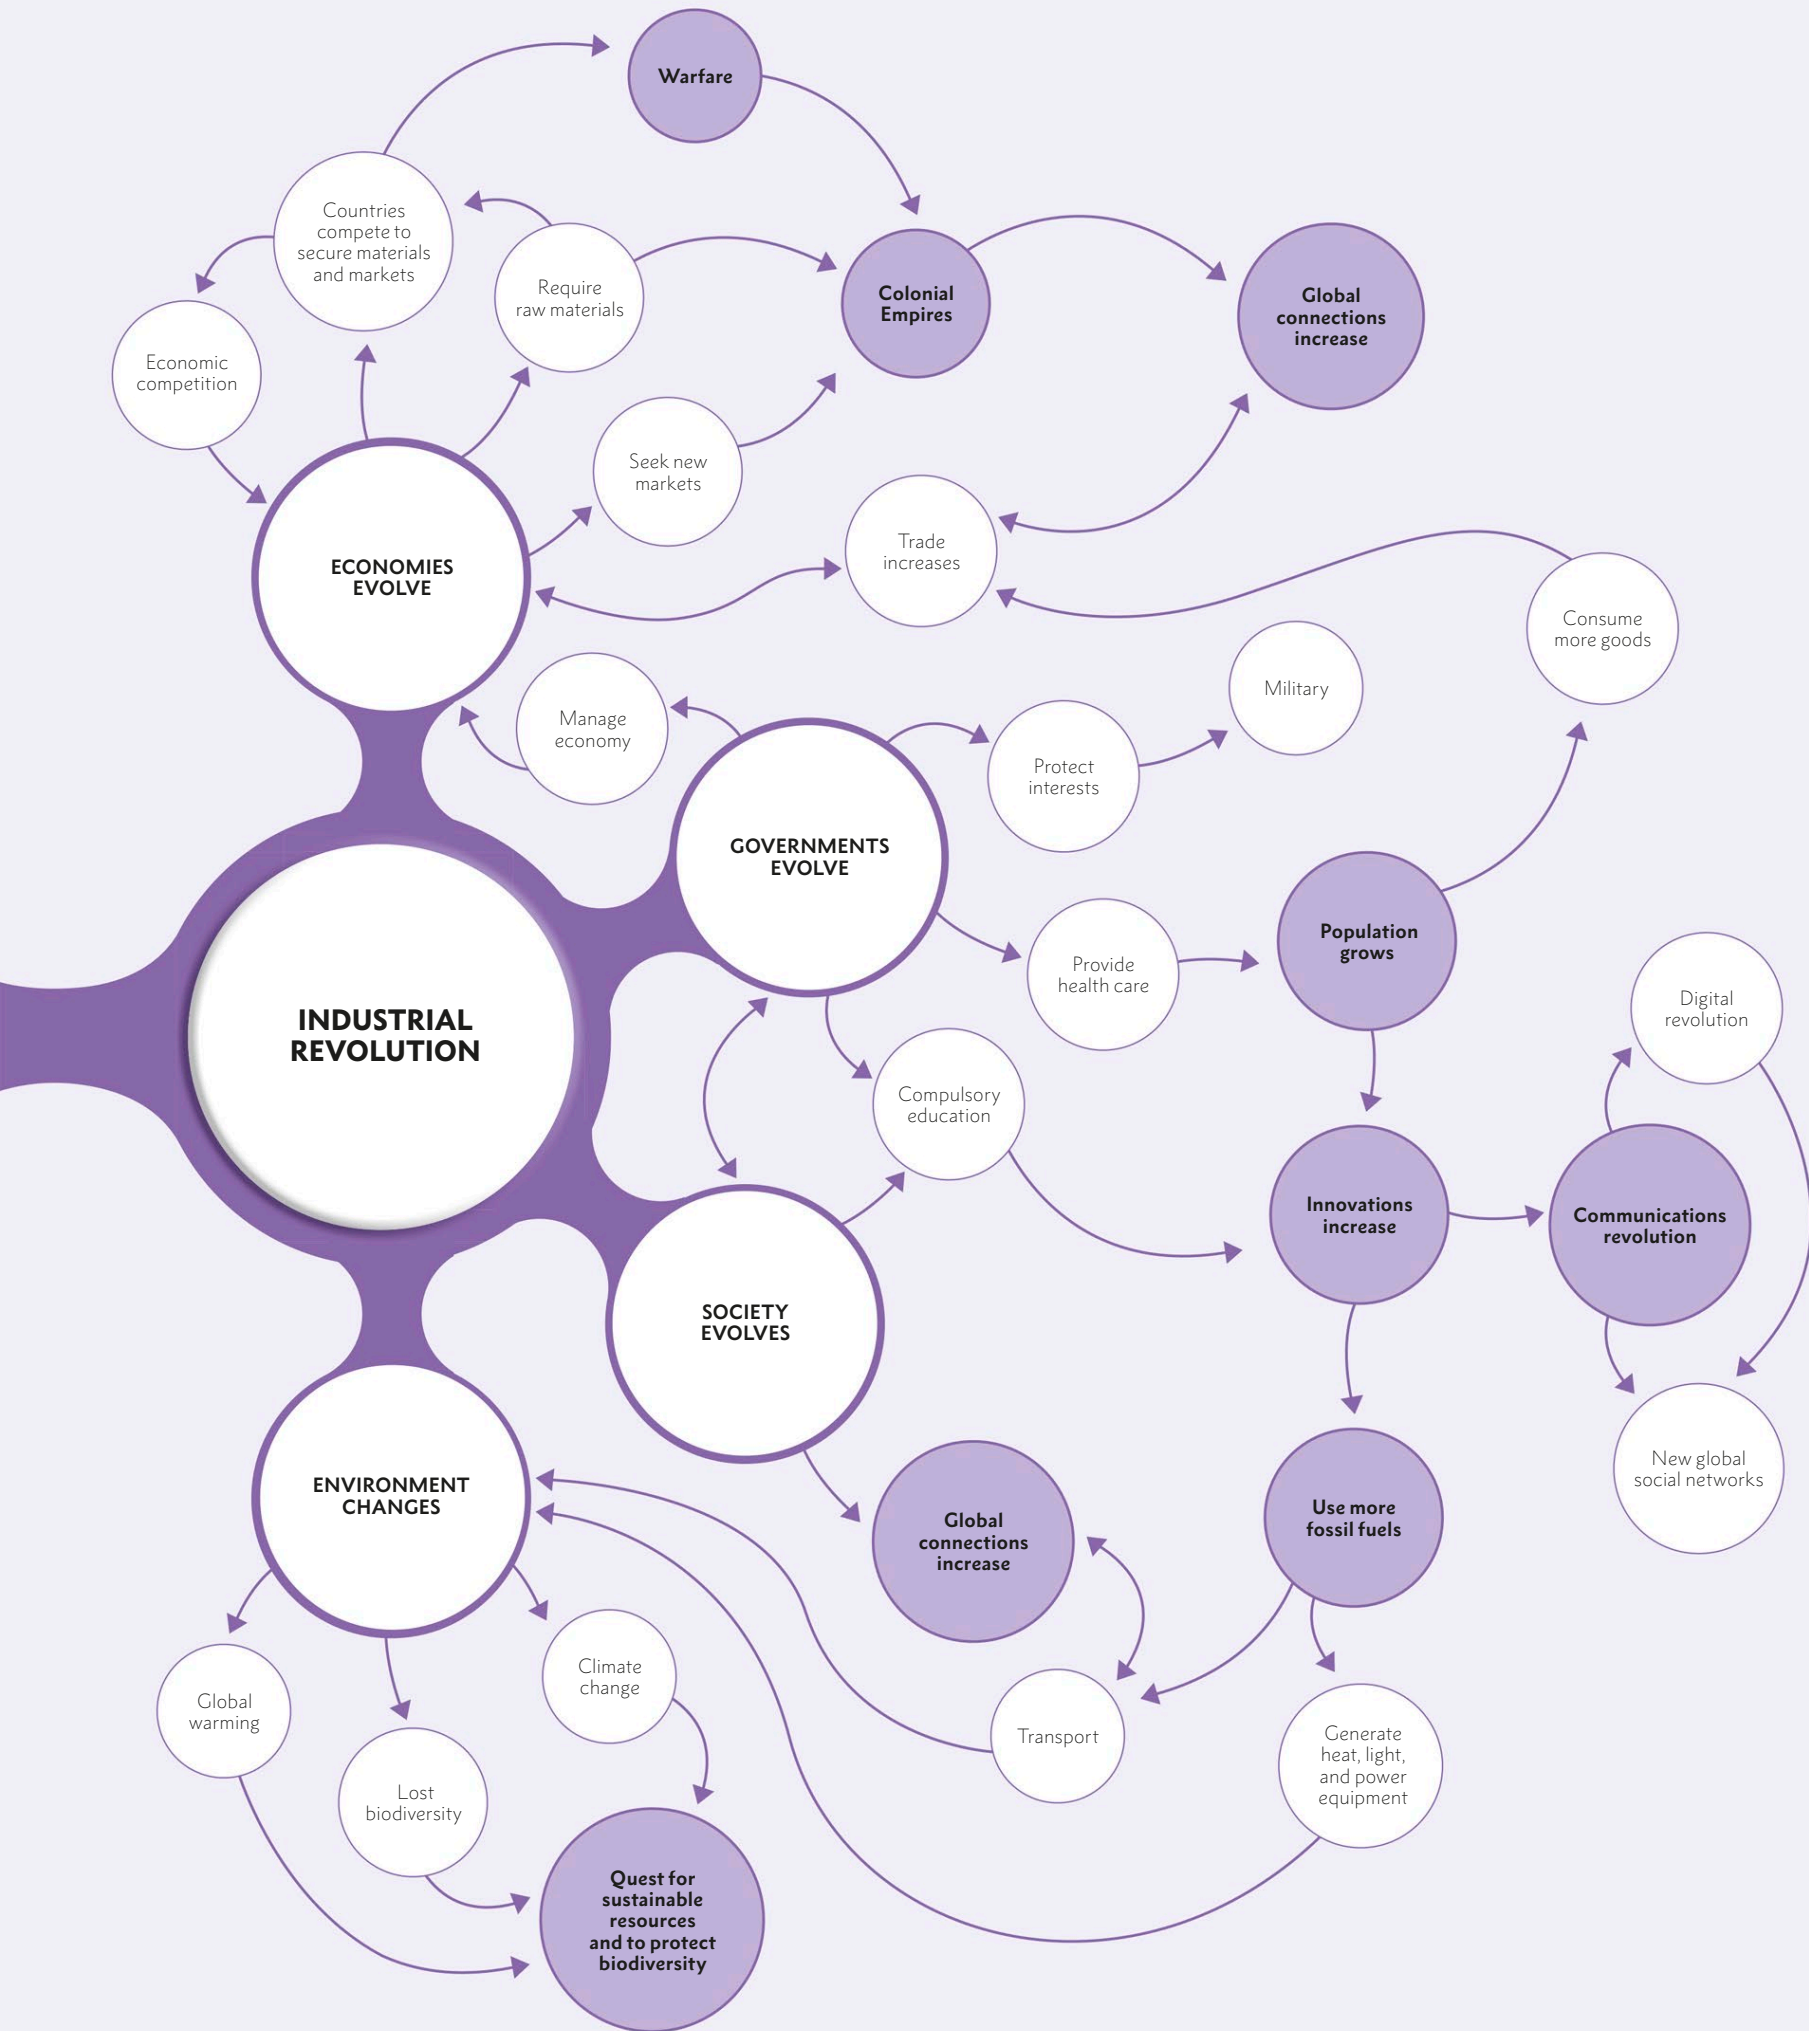 Warfare
Countries
compete to
secure materials
and markets
Require
raw materials
Colonial
Empires
Global
connections
increase
Economic
competition
Seek new
markets
Trade
increases
ECONOMIES
EVOLVE
Consume
more goods
Manage
economy
Military
Protect
interests
GOVERNMENTS
EVOLVE
Population
grows
Provide
health care
Digital
revolution
INDUSTRIAL
REVOLUTION
Compulsory
education
Innovations
increase
Communications
revolution
SOCIETY
EVOLVES
New global
social networks
ENVIRONMENT
CHANGES
Global
connections
increase
Use more
fossil fuels
Climate
change
Global
warming
Transport
Generate
heat, light,
and power
equipment
Lost
biodiversity
Quest for
sustainable
resources
and to protect
biodiversity